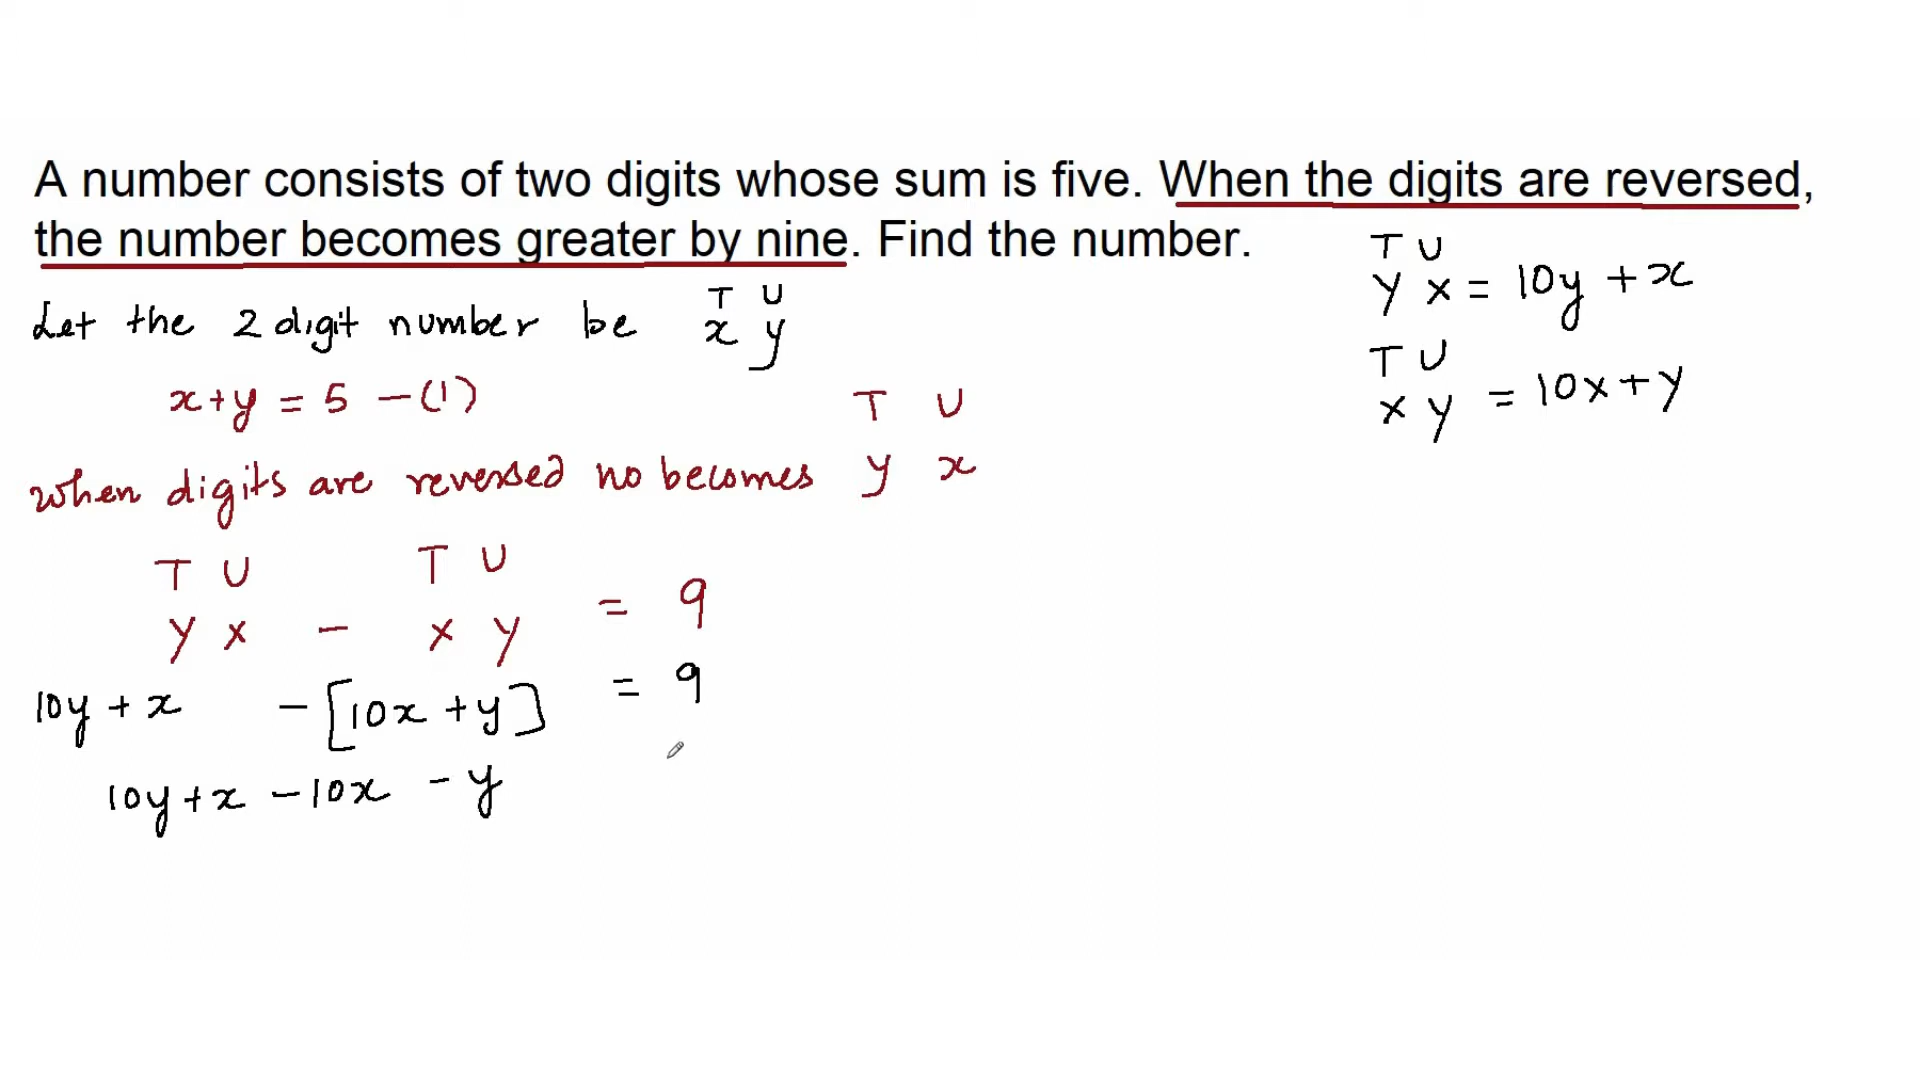 A number consists of two digits whose sum is five. When the digits are reversed,
the number becomes greater by nine. Find the number.
T U
Let the 2 digit number be x y
x+y = 5 – (1)
T U
when digits are reversed no becomes y x
T U T U
y x – x y = 9
10y + x – [10x + y] = 9
10y + x – 10x – y
T U
y x = 10y + x
T U
x y = 10x + y